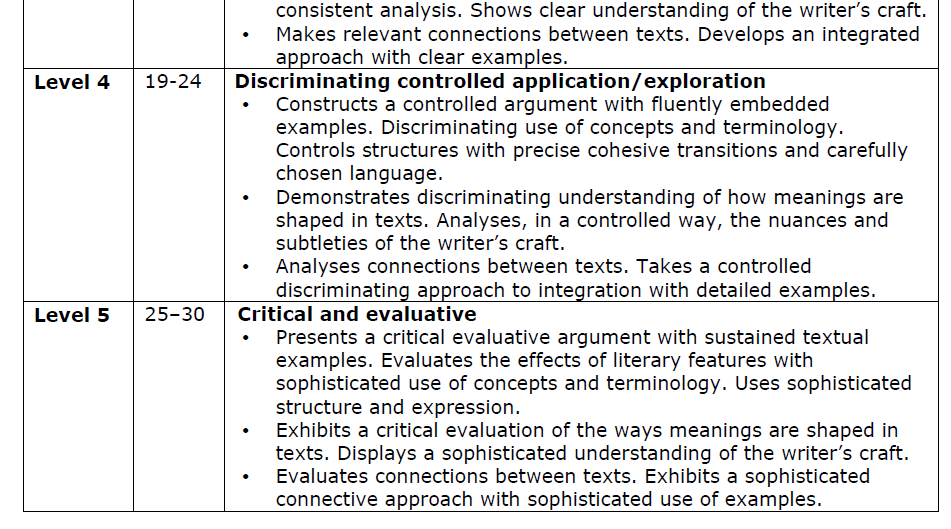 consistent analysis. Shows clear understanding of the writer’s craft.
• Makes relevant connections between texts. Develops an integrated
approach with clear examples.
Level 4 19-24 Discriminating controlled application/exploration
• Constructs a controlled argument with fluently embedded
examples. Discriminating use of concepts and terminology.
Controls structures with precise cohesive transitions and carefully
chosen language.
• Demonstrates discriminating understanding of how meanings are
shaped in texts. Analyses, in a controlled way, the nuances and
subtleties of the writer’s craft.
• Analyses connections between texts. Takes a controlled
discriminating approach to integration with detailed examples.
Level 5 25–30 Critical and evaluative
• Presents a critical evaluative argument with sustained textual
examples. Evaluates the effects of literary features with
sophisticated use of concepts and terminology. Uses sophisticated
structure and expression.
• Exhibits a critical evaluation of the ways meanings are shaped in
texts. Displays a sophisticated understanding of the writer’s craft.
• Evaluates connections between texts. Exhibits a sophisticated
connective approach with sophisticated use of examples.